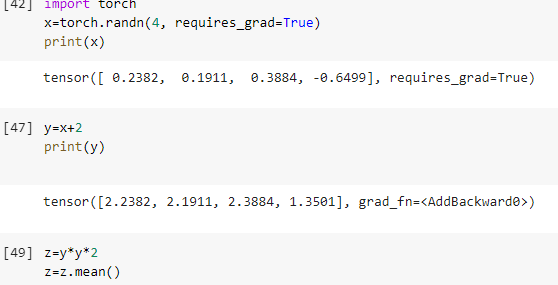 [42] import torch
x=torch.randn(4, requires_grad=True)
print(x)
tensor([ 0.2382,  0.1911,  0.3884, -0.6499], requires_grad=True)
[47] y=x+2
print(y)
tensor([2.2382, 2.1911, 2.3884, 1.3501], grad_fn=<AddBackward0>)
[49] z=y*y*2
z=z.mean()